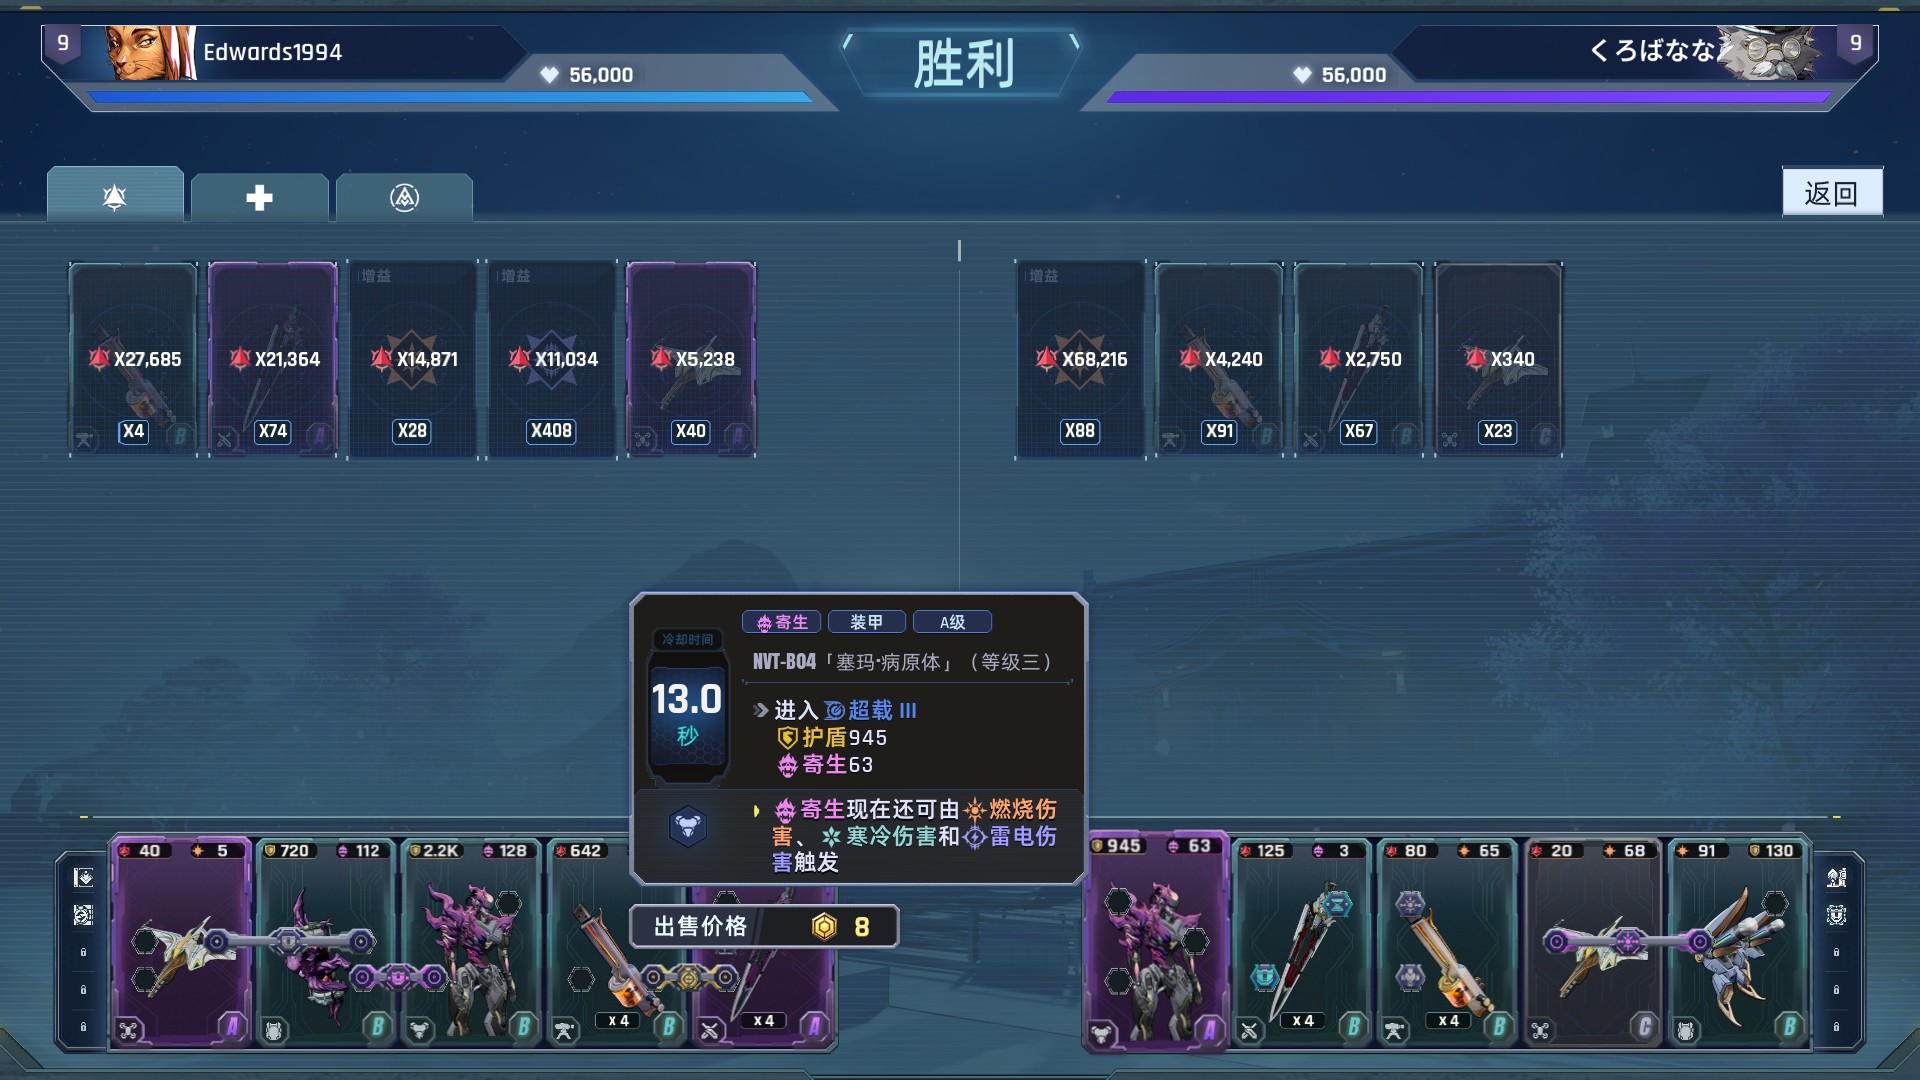 9
Edwards1994
56,000
胜利
56,000
くろばなな
9
返回
X27,685
X4
B
X21,364
X74
A
增益
X14,871
X28
增益
X11,034
X408
X5,238
X40
A
增益
X68,216
X88
X4,240
X91
B
X2,750
X67
B
X340
X23
C
寄生
装甲
A级
冷却时间
13.0
秒
NVT-B04「塞玛·病原体」（等级三）
进入超载 III
护盾945
寄生63
寄生现在还可由燃烧伤
害、寒冷伤害和雷电伤
害触发
出售价格 8
40 5
A
720 112
B
2.2K 128
B
642
x 4
B
x 4
A
945 63
A
125 3
x 4
B
80 65
x 4
B
20 68
C
91 130
B